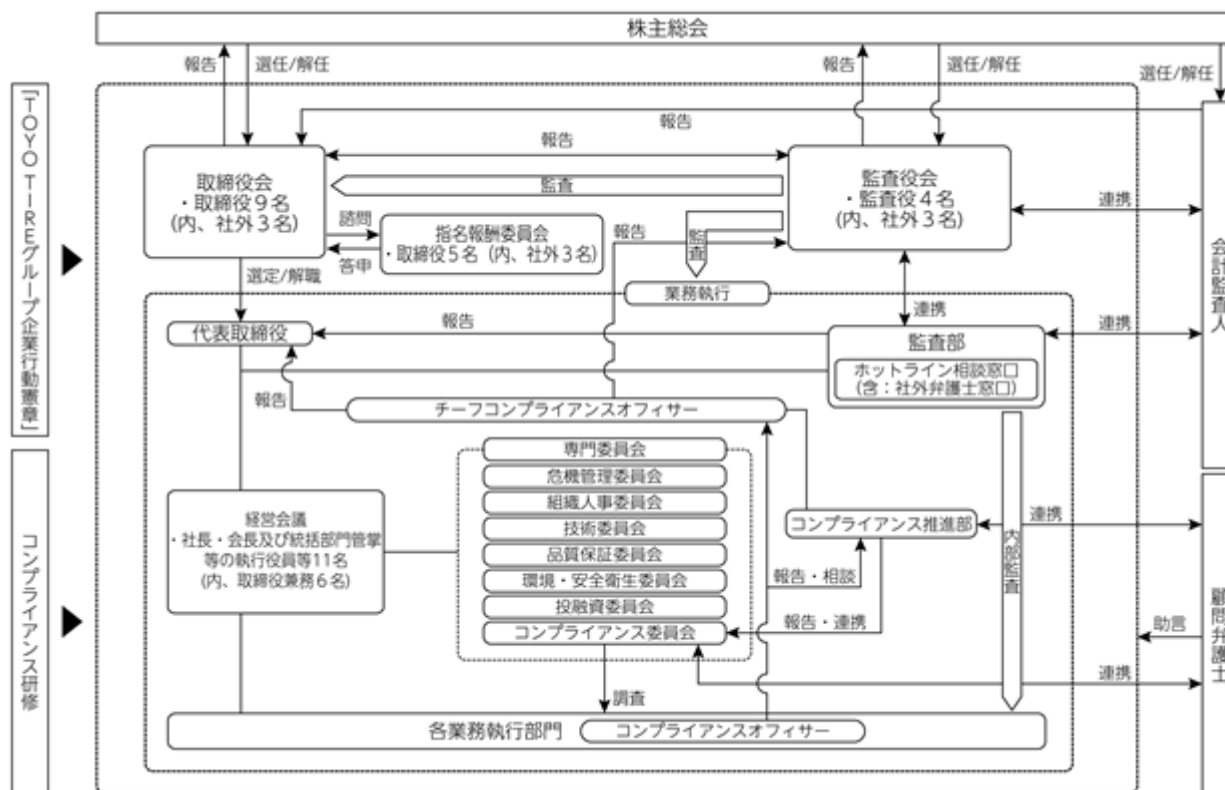 株主総会
報告
選任/解任
報告
選任/解任
選任/解任
「TOYO TIREグループ企業行動憲章」
コンプライアンス研修
報告
報告
取締役会
・取締役9名
(内、社外3名)
監査
監査役会
・監査役4名
(内、社外3名)
連携
会計監査人
諮問
答申
指名報酬委員会
・取締役5名（内、社外3名）
報告
監査
選定/解職
業務執行
連携
代表取締役
報告
監査部
ホットライン相談窓口
(含：社外弁護士窓口)
連携
報告
チーフコンプライアンスオフィサー
専門委員会
危機管理委員会
組織人事委員会
技術委員会
品質保証委員会
環境・安全衛生委員会
投融資委員会
コンプライアンス委員会
経営会議
・社長・会長及び統括部門管掌
等の執行役員等11名
(内、取締役兼務6名)
コンプライアンス推進部
連携
内部監査
報告・相談
報告・連携
助言
顧問弁護士
連携
調査
各業務執行部門
コンプライアンスオフィサー